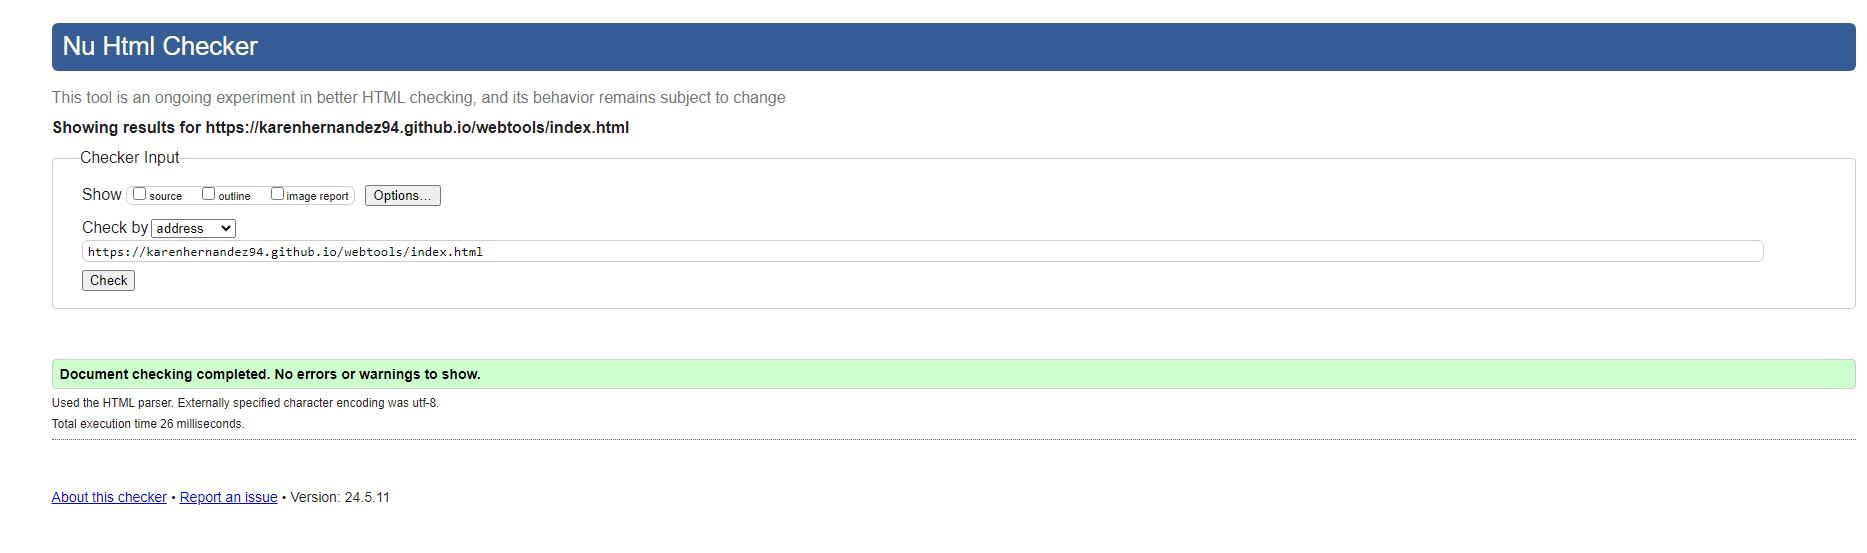 Nu Html Checker
This tool is an ongoing experiment in better HTML checking, and its behavior remains subject to change
Showing results for https://karenhernandez94.github.io/webtools/index.html
Checker Input
Show source outline image report Options...
Check by address
https://karenhernandez94.github.io/webtools/index.html
Check
Document checking completed. No errors or warnings to show.
Used the HTML parser. Externally specified character encoding was utf-8.
Total execution time 26 milliseconds.
About this checker • Report an issue • Version: 24.5.11